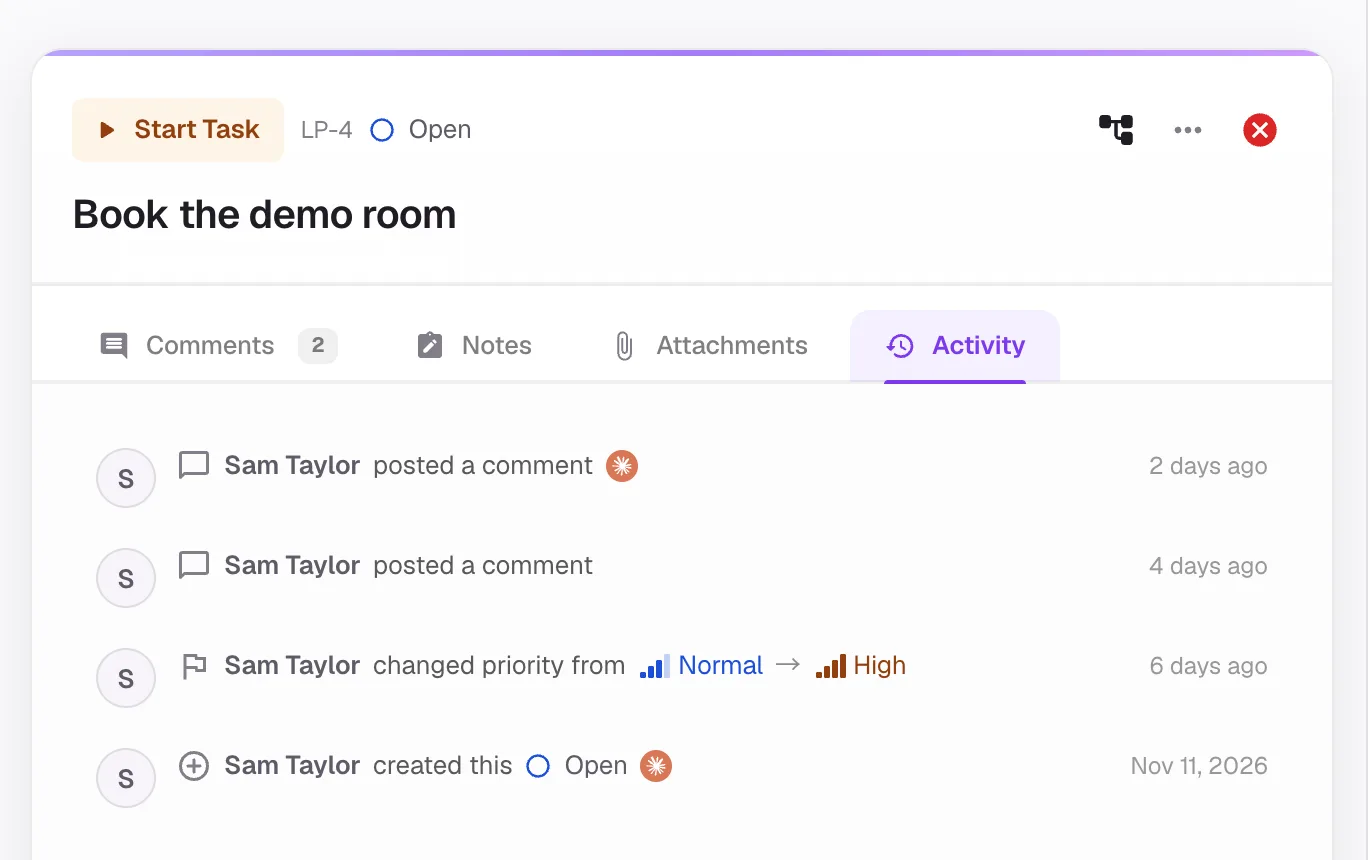 Start Task LP-4 Open
Book the demo room
Comments 2 Notes Attachments Activity
S Sam Taylor posted a comment 2 days ago
S Sam Taylor posted a comment 4 days ago
S Sam Taylor changed priority from Normal → High 6 days ago
S Sam Taylor created this Open Nov 11, 2026